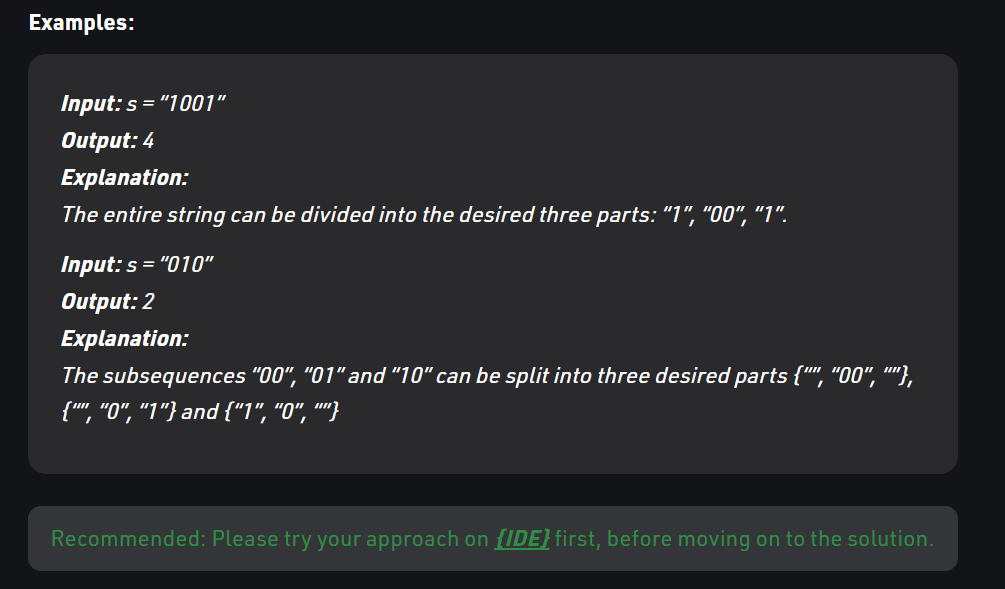 Examples:
Input: s = “1001”
Output: 4
Explanation:
The entire string can be divided into the desired three parts: “1”, “00”, “1”.
Input: s = “010”
Output: 2
Explanation:
The subsequences “00”, “01” and “10” can be split into three desired parts {“”, “00”, “”},
{“”, “0”, “1”} and {“1”, “0”, “”}
Recommended: Please try your approach on {IDE} first, before moving on to the solution.